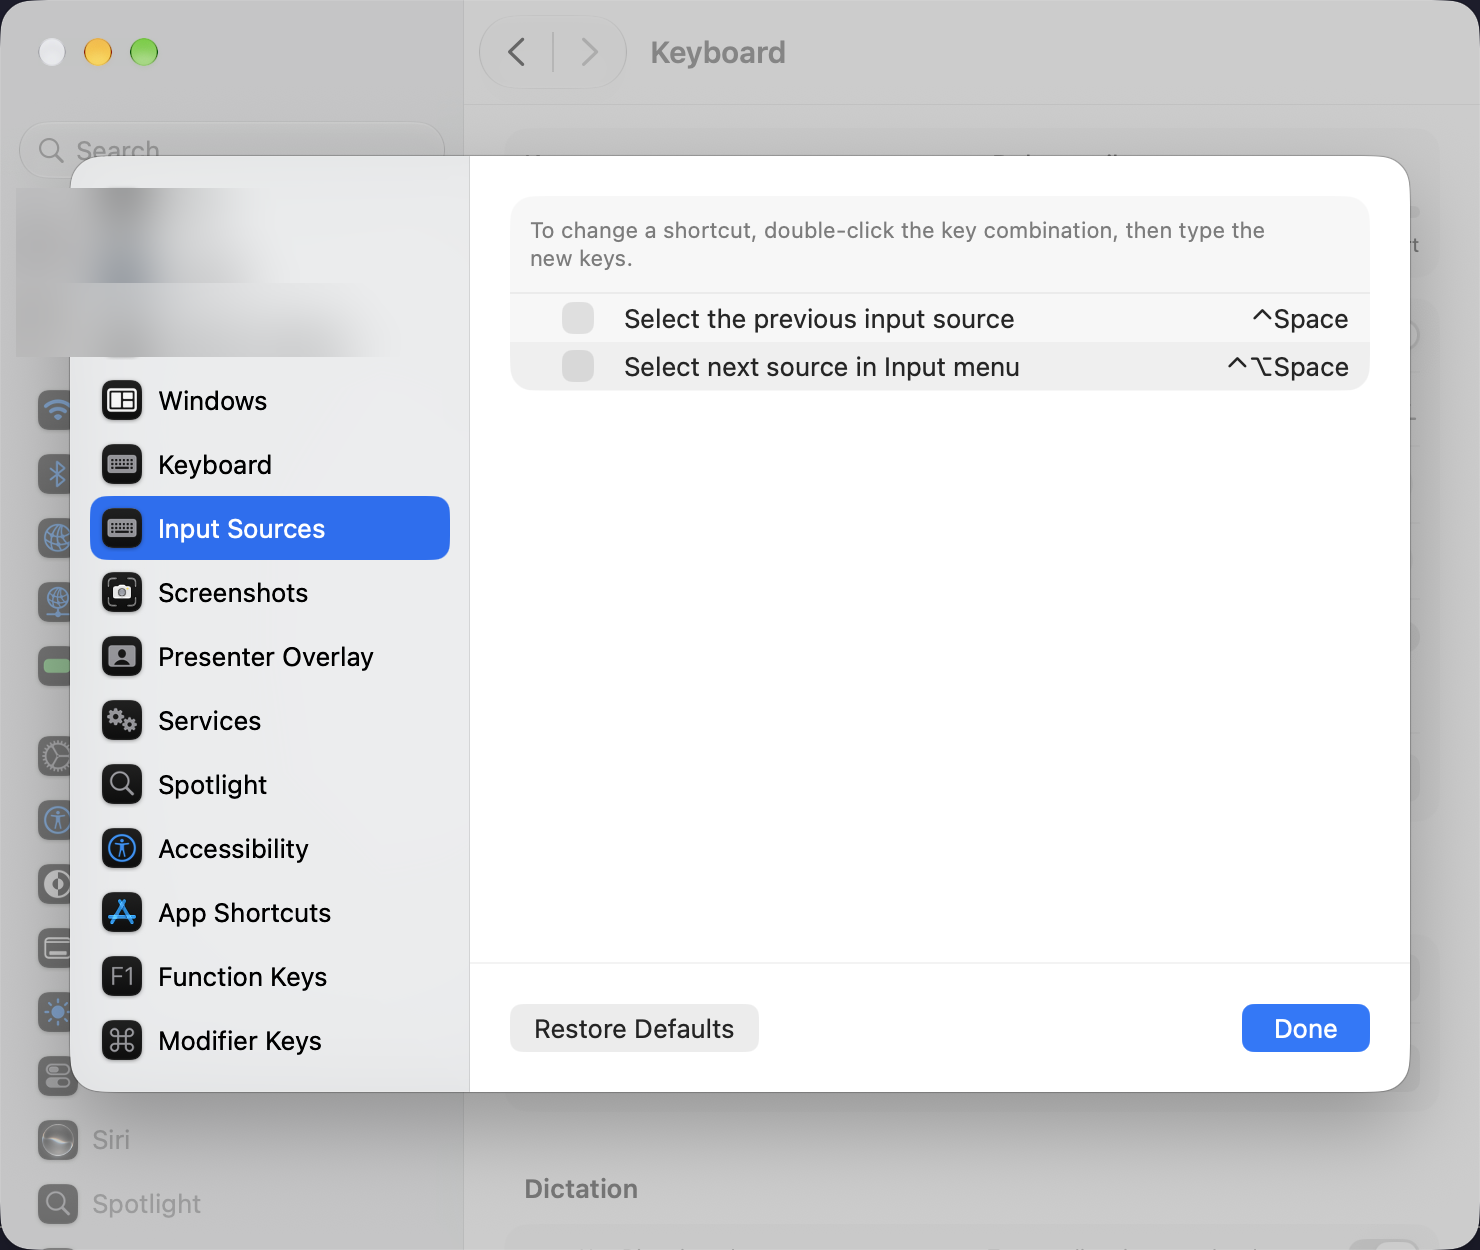 Keyboard
Search
To change a shortcut, double-click the key combination, then type the
new keys.
Select the previous input source ^Space
Select next source in Input menu ^⌥Space
Windows
Keyboard
Input Sources
Screenshots
Presenter Overlay
Services
Spotlight
Accessibility
App Shortcuts
F1 Function Keys
⌘ Modifier Keys
Restore Defaults Done
Siri
Spotlight
Dictation